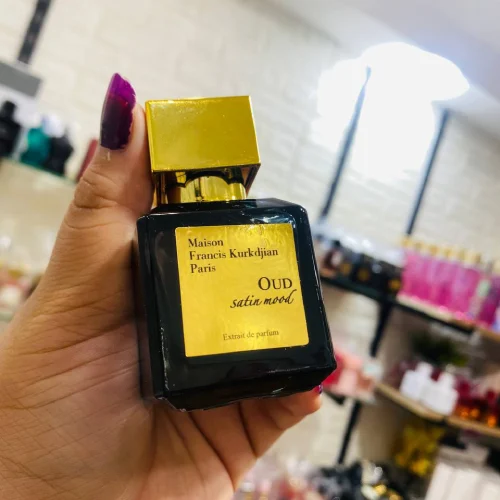 Maison
Francis Kurkdjian
Paris
OUD
satin mood
Extrait de parfum